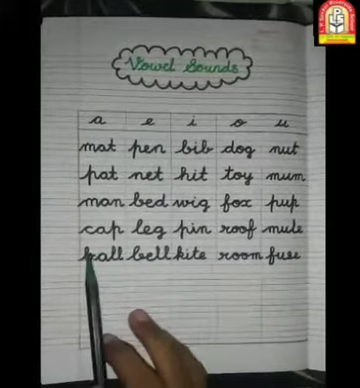 Vowel Sounds
a e i o u
mat pen bib dog nut
pat net hit toy mum
man bed wig fox pup
cap leg pin roof mule
ball bell kite room fuse